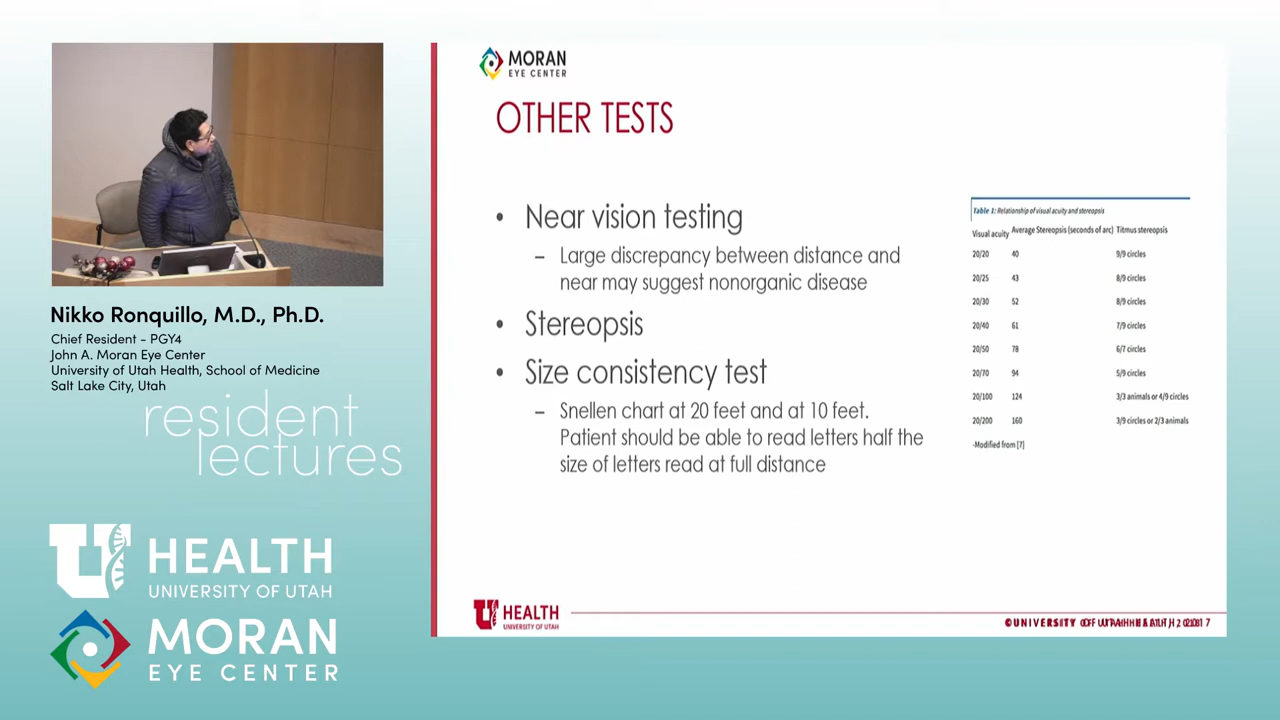 Nikko Ronquillo, M.D., Ph.D.
Chief Resident - PGY4
John A. Moran Eye Center
University of Utah Health, School of Medicine
Salt Lake City, Utah
resident
lectures
U HEALTH
UNIVERSITY OF UTAH
MORAN
EYE CENTER
MORAN
EYE CENTER
OTHER TESTS
• Near vision testing
– Large discrepancy between distance and
near may suggest nonorganic disease
• Stereopsis
• Size consistency test
– Snellen chart at 20 feet and at 10 feet.
Patient should be able to read letters half the
size of letters read at full distance
Table 1: Relationship of visual acuity and stereopsis
Visual acuity Average Stereopsis (seconds of arc) Titmus stereopsis
20/20 40 9/9 circles
20/25 43 8/9 circles
20/30 52 8/9 circles
20/40 61 7/9 circles
20/50 78 6/7 circles
20/70 94 5/9 circles
20/100 124 3/3 animals or 4/9 circles
20/200 160 3/9 circles or 2/3 animals
-Modified from [7]
U HEALTH
UNIVERSITY OF UTAH
©UNIVERSITY OF UTAH HEALTH